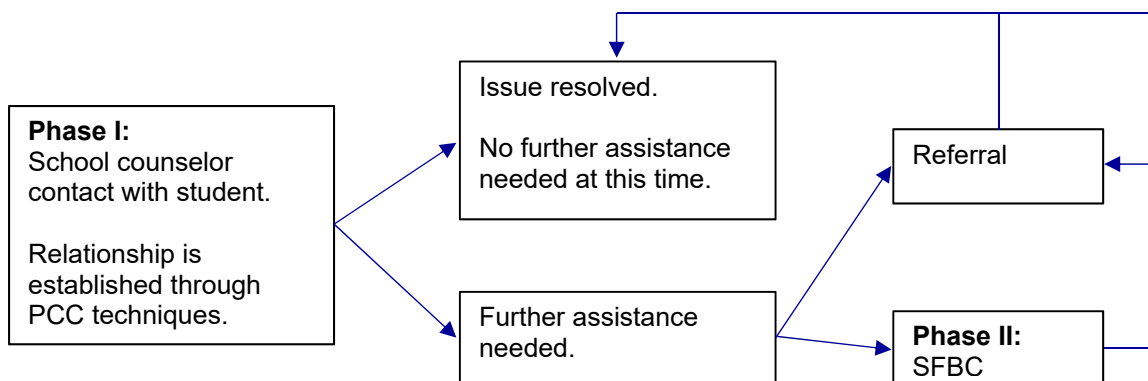 Phase I:
School counselor
contact with student.
Relationship is
established through
PCC techniques.
Issue resolved.
No further assistance
needed at this time.
Further assistance
needed.
Referral
Phase II:
SFBC